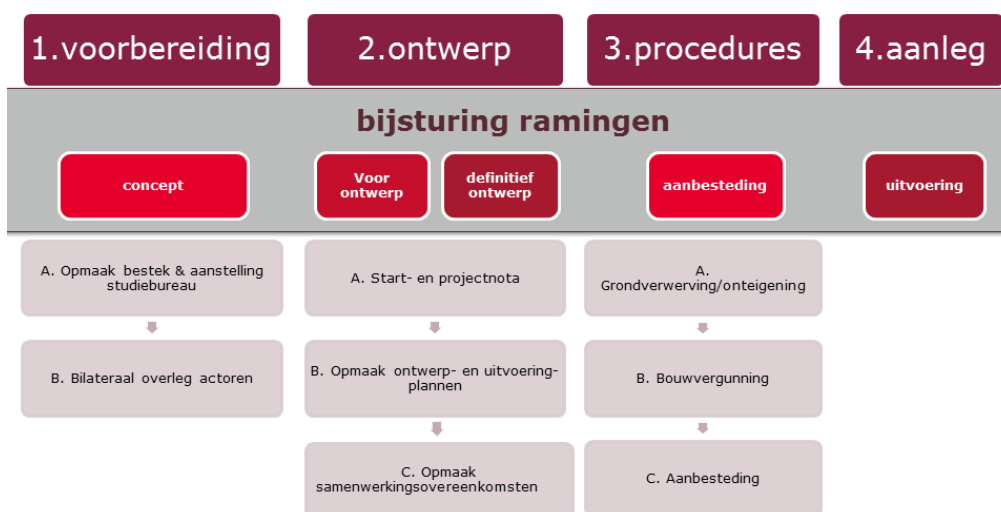 1.voorbereiding
2.ontwerp
3.procedures
4.aanleg
bijsturing ramingen
concept
Voor
ontwerp
definitief
ontwerp
aanbesteding
uitvoering
A. Opmaak bestek & aanstelling
studiebureau
B. Bilateraal overleg actoren
A. Start- en projectnota
B. Opmaak ontwerp- en uitvoering-
plannen
C. Opmaak
samenwerkingsovereenkomsten
A.
Grondverwerving/onteigening
B. Bouwvergunning
C. Aanbesteding